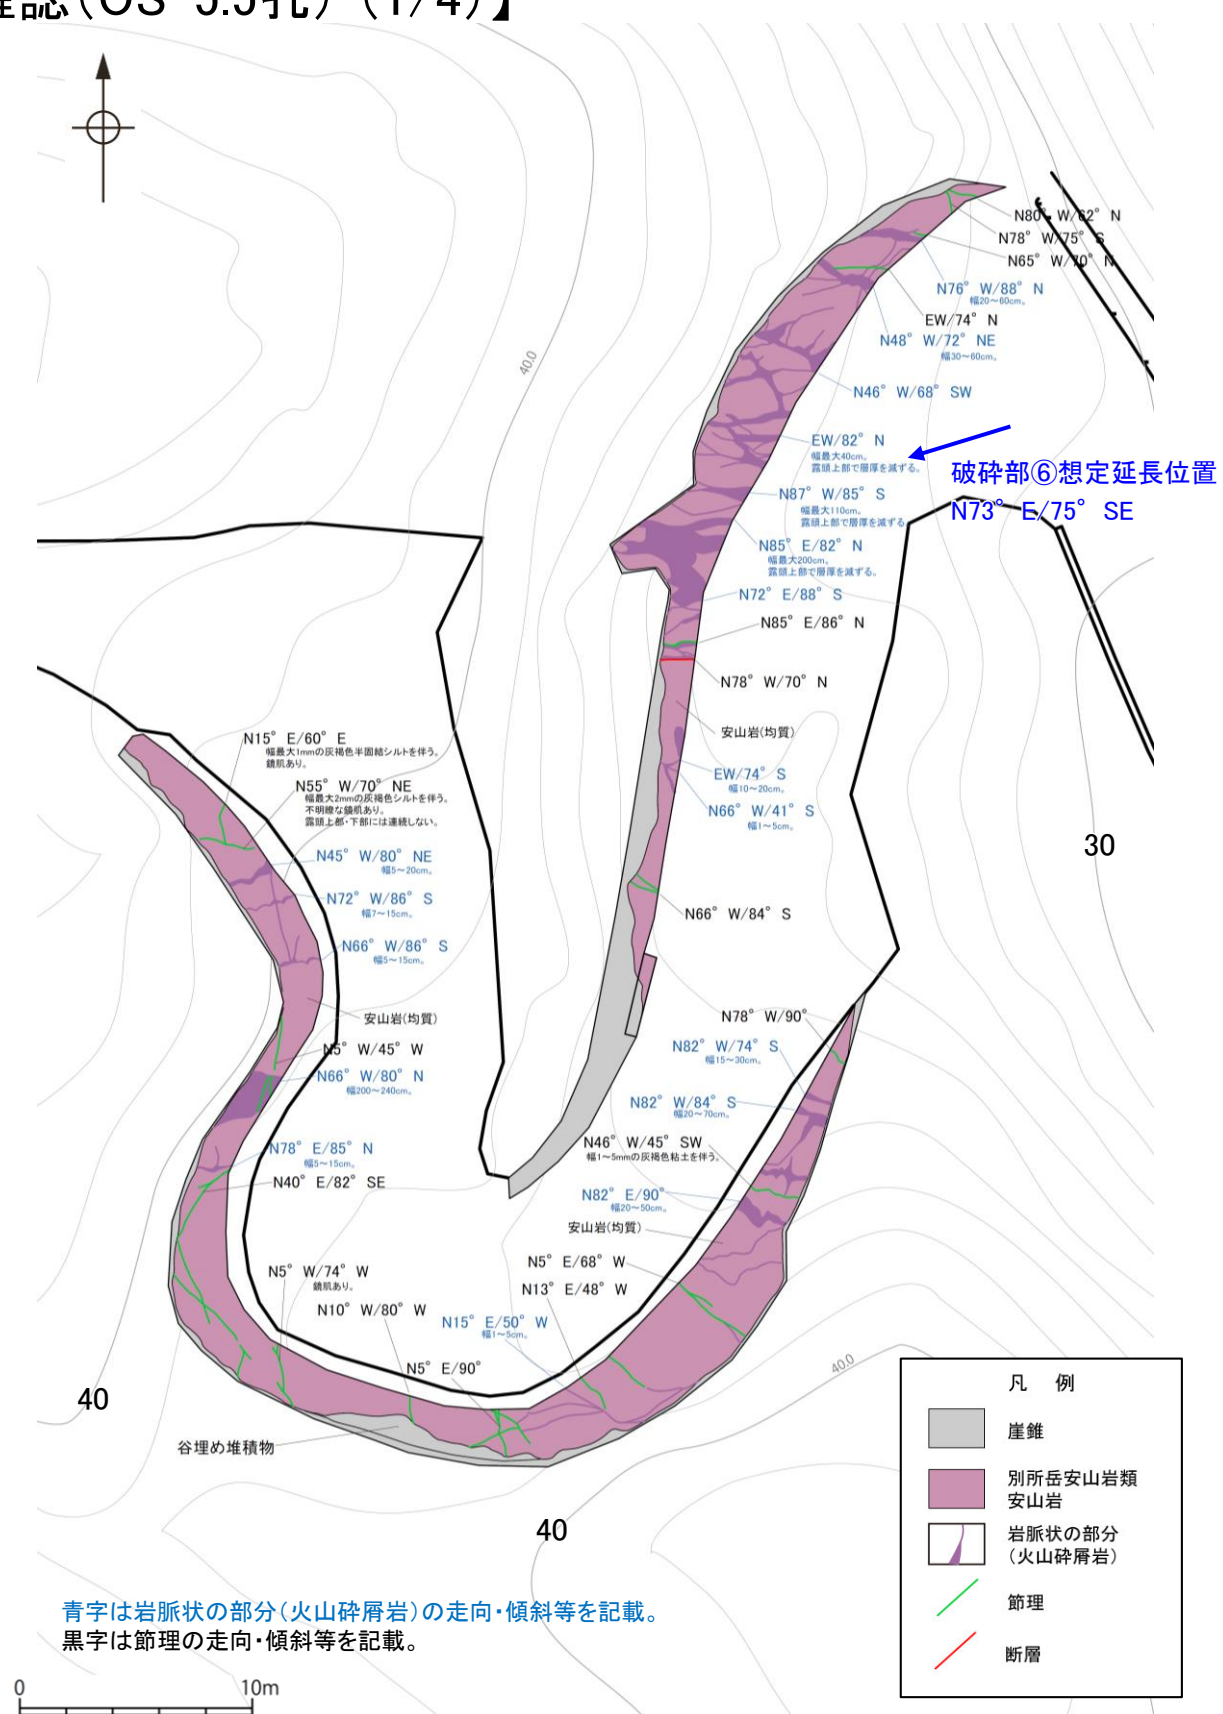 確認(OS-5.5孔) (1/4)】
N80° W/62° N
N78° W/75° S
N65° W/70° N
N76° W/88° N
幅20~60cm。
EW/74° N
N48° W/72° NE
幅30~60cm。
N46° W/68° SW
EW/82° N
幅最大40cm。
露頭上部で層厚を減ずる。
破砕部⑥想定延長位置
N73° E/75° SE
N87° W/85° S
幅最大110cm。
露頭上部で層厚を減ずる。
N85° E/82° N
幅最大200cm。
露頭上部で層厚を減ずる。
N72° E/88° S
N85° E/86° N
N78° W/70° N
安山岩(均質)
EW/74° S
幅10~20cm。
N66° W/41° S
幅1~5cm。
N66° W/84° S
40.0
30
N15° E/60° E
幅最大1mmの灰褐色半固結シルトを伴う。
鏡肌あり。
N55° W/70° NE
幅最大2mmの灰褐色シルトを伴う。
不明瞭な鏡肌あり。
露頭上部・下部には連続しない。
N45° W/80° NE
幅5~20cm。
N72° W/86° S
幅7~15cm。
N66° W/86° S
幅5~15cm。
安山岩(均質)
N5° W/45° W
N66° W/80° N
幅200~240cm。
N78° E/85° N
幅5~15cm。
N40° E/82° SE
N78° W/90°
N82° W/74° S
幅15~30cm。
N82° W/84° S
幅20~70cm。
N46° W/45° SW
幅1~5mmの灰褐色粘土を伴う。
N82° E/90°
幅20~50cm。
安山岩(均質)
N5° E/68° W
N13° E/48° W
N5° W/74° W
鏡肌あり。
N10° W/80° W
N15° E/50° W
幅1~5cm。
N5° E/90°
40.0
40
谷埋め堆積物
40
凡 例
崖錐
別所岳安山岩類
安山岩
岩脈状の部分
(火山砕屑岩)
節理
断層
青字は岩脈状の部分(火山砕屑岩)の走向・傾斜等を記載。
黒字は節理の走向・傾斜等を記載。
0 10m